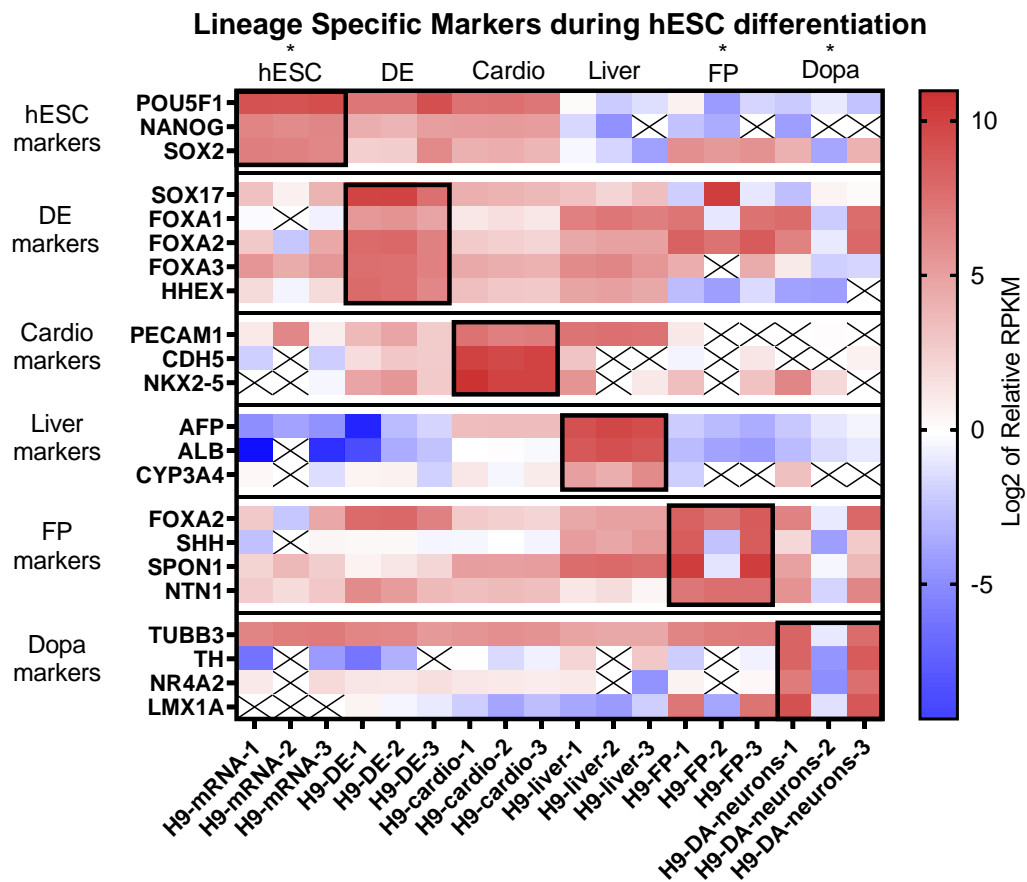 Lineage Specific Markers during hESC differentiation
* * *
hESC DE Cardio Liver FP Dopa
hESC
markers
POU5F1
NANOG
SOX2
DE
markers
SOX17
FOXA1
FOXA2
FOXA3
HHEX
Cardio
markers
PECAM1
CDH5
NKX2-5
Liver
markers
AFP
ALB
CYP3A4
FP
markers
FOXA2
SHH
SPON1
NTN1
Dopa
markers
TUBB3
TH
NR4A2
LMX1A
H9-mRNA-1
H9-mRNA-2
H9-mRNA-3
H9-DE-1
H9-DE-2
H9-DE-3
H9-cardio-1
H9-cardio-2
H9-cardio-3
H9-liver-1
H9-liver-2
H9-liver-3
H9-FP-1
H9-FP-2
H9-FP-3
H9-DA-neurons-1
H9-DA-neurons-2
H9-DA-neurons-3
10
5
0
-5
Log2 of Relative RPKM